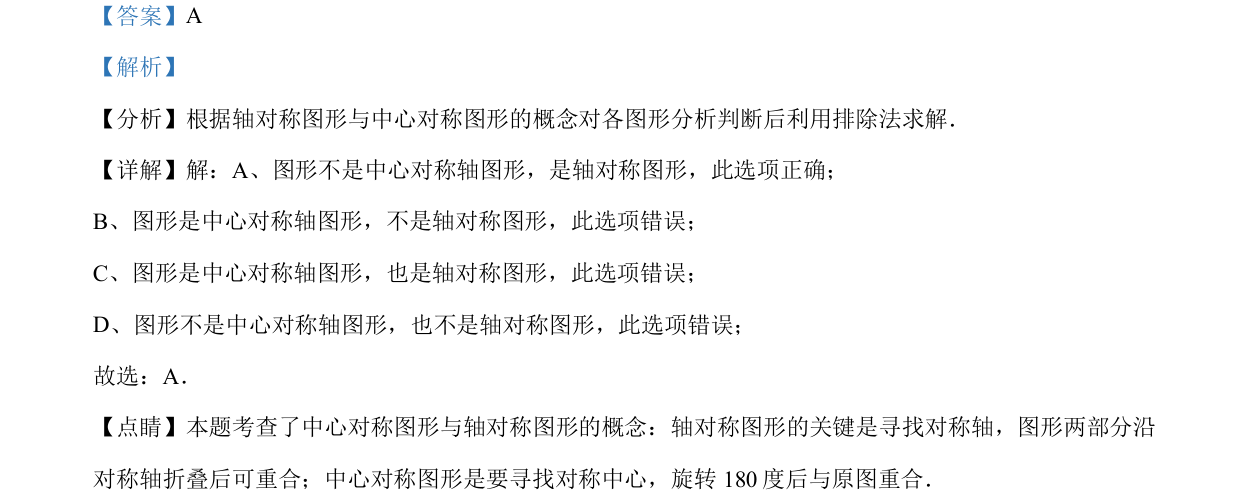 【答案】A
【解析】
【分析】根据轴对称图形与中心对称图形的概念对各图形分析判断后利用排除法求解．
【详解】解：A、图形不是中心对称轴图形，是轴对称图形，此选项正确；
B、图形是中心对称轴图形，不是轴对称图形，此选项错误；
C、图形是中心对称轴图形，也是轴对称图形，此选项错误；
D、图形不是中心对称轴图形，也不是轴对称图形，此选项错误；
故选：A．
【点睛】本题考查了中心对称图形与轴对称图形的概念：轴对称图形的关键是寻找对称轴，图形两部分沿
对称轴折叠后可重合；中心对称图形是要寻找对称中心，旋转 180 度后与原图重合．